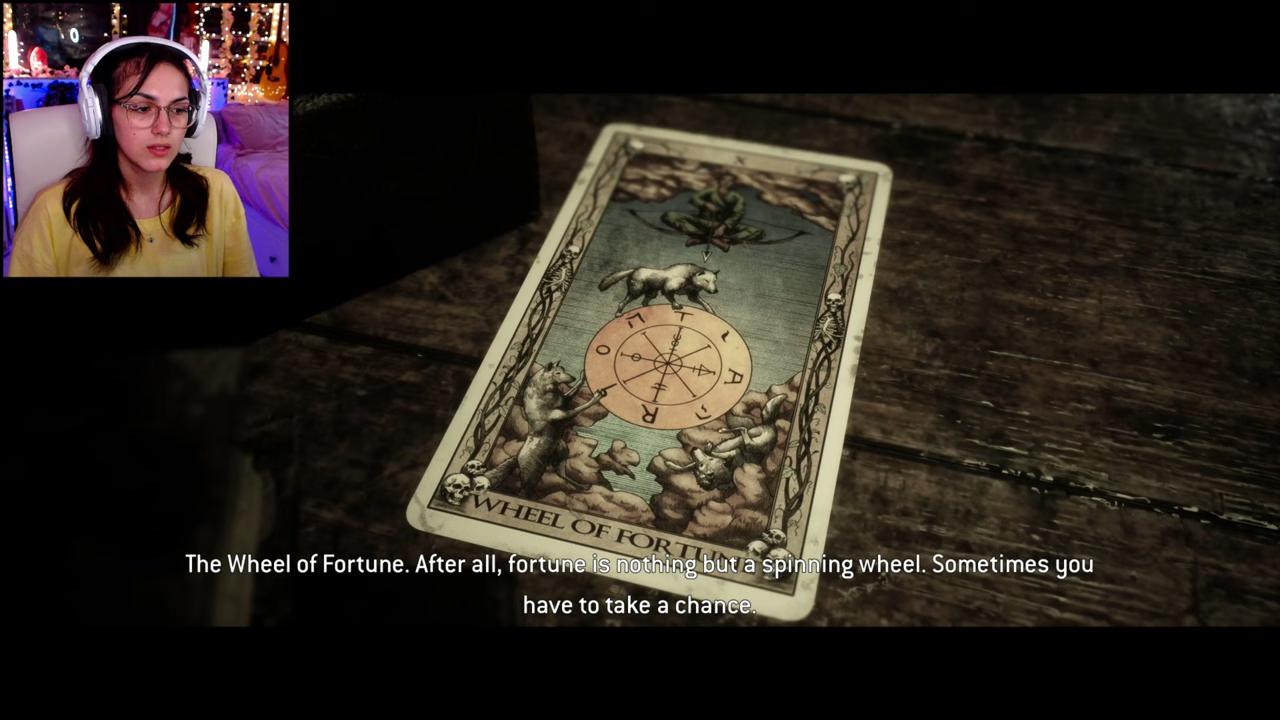 X
WHEEL OF FORTUNE
The Wheel of Fortune. After all, fortune is nothing but a spinning wheel. Sometimes you
have to take a chance.